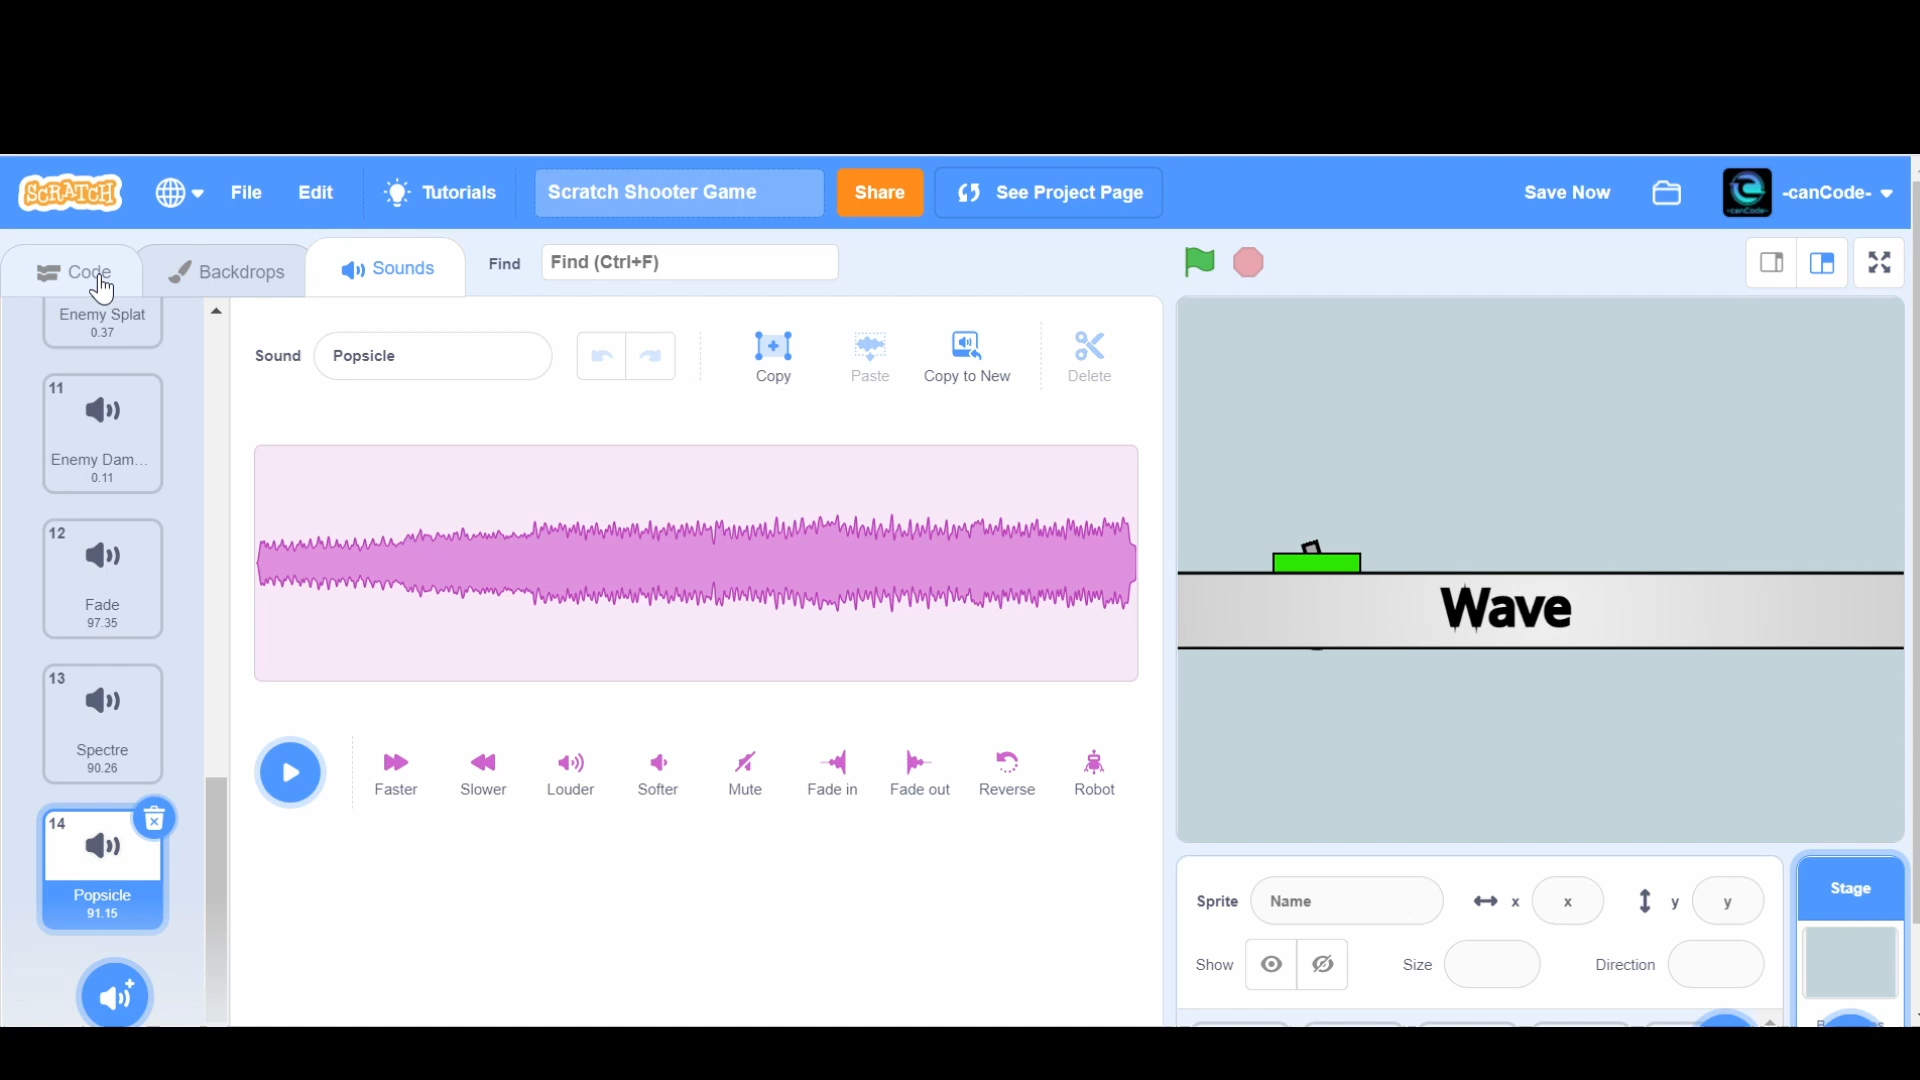 SCRATCH
File
Edit
Tutorials
Scratch Shooter Game
Share
See Project Page
Save Now
-canCode-
Code
Backdrops
Sounds
Find
Find (Ctrl+F)
Enemy Splat
0.37
11
Enemy Dam...
0.11
12
Fade
97.35
13
Spectre
90.26
14
Popsicle
91.15
Sound
Popsicle
Copy
Paste
Copy to New
Delete
Faster
Slower
Louder
Softer
Mute
Fade in
Fade out
Reverse
Robot
Wave
Sprite
Name
x
x
y
y
Show
Size
Direction
Stage